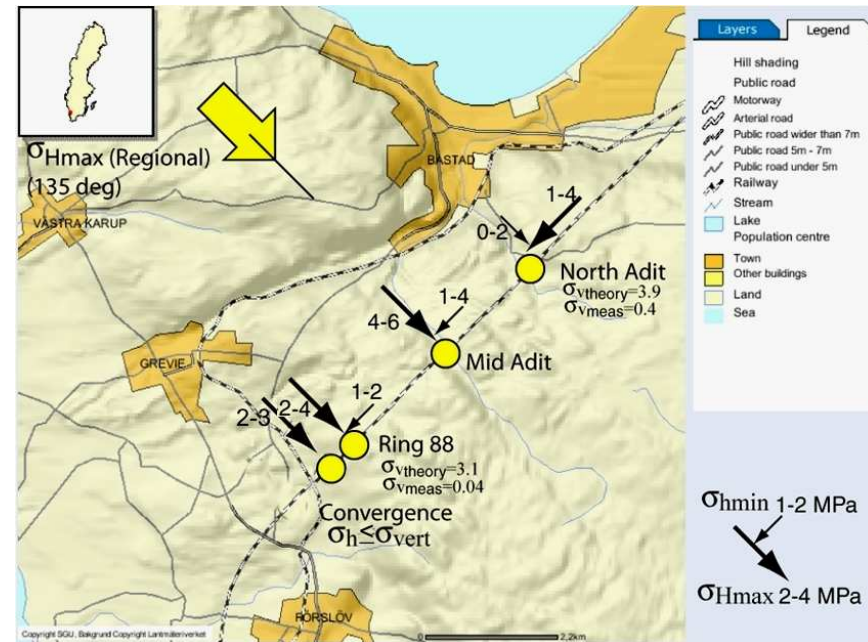 σHmax (Regional)
(135 deg)
VÄSTRA KARUP
BÅSTAD
GREVIE
FÖRSLÖV
1-4
0-2
North Adit
σvtheory=3.9
σvmeas=0.4
1-4
4-6
Mid Adit
1-2
2-4
2-3
Ring 88
σvtheory=3.1
σvmeas=0.04
Convergence
σh≤σvert
Copyright SGU, Bakgrund Copyright Lantmäteriverket
0 2,2km
Layers Legend
Hill shading
Public road
Motorway
Arterial road
Public road wider than 7m
Public road 5m - 7m
Public road under 5m
Railway
Stream
Lake
Population centre
Town
Other buildings
Land
Sea
σhmin 1-2 MPa
σHmax 2-4 MPa